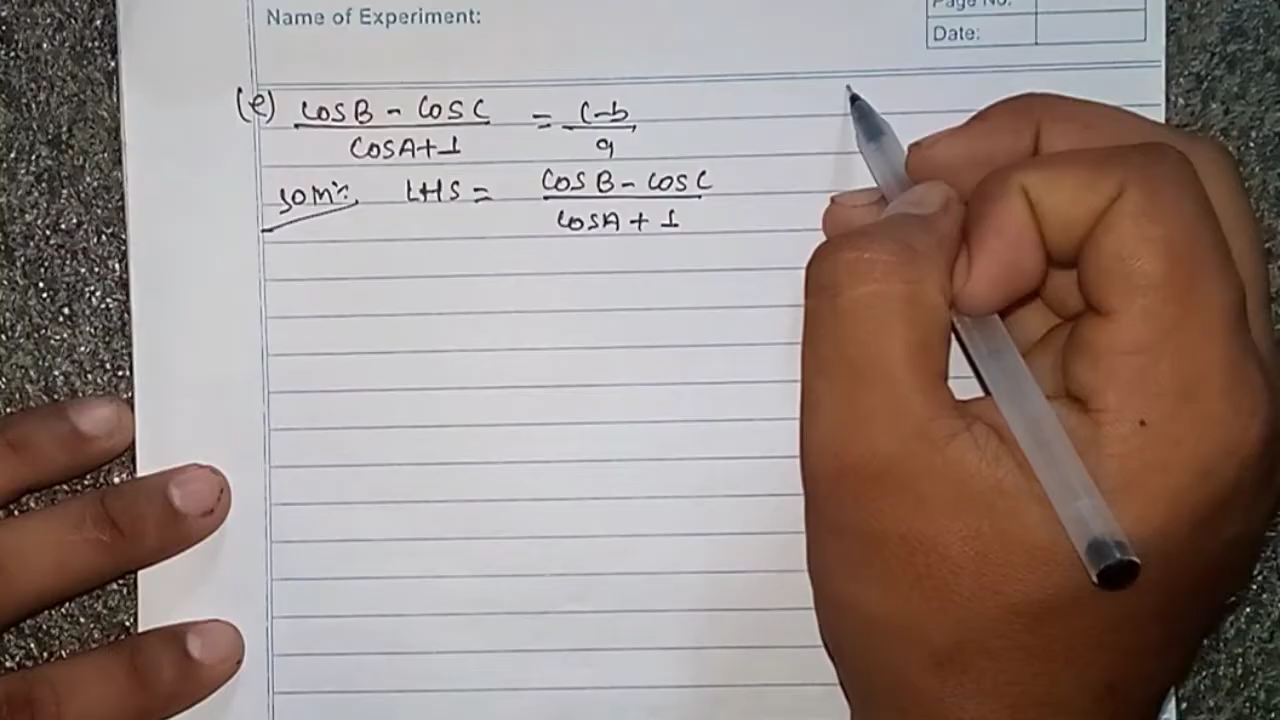 Name of Experiment:
Page No.
Date:
(e) cosB - cosC / cosA+1 = c-b / a
Soln: LHS = cosB - cosC / cosA + 1